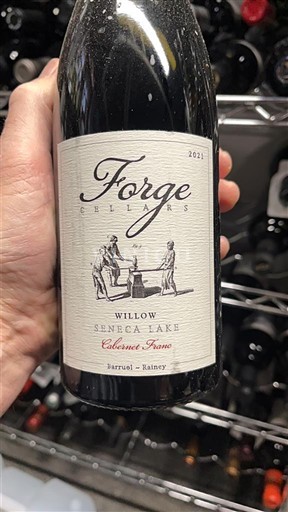 2021
Forge
CELLARS
WILLOW
SENECA LAKE
Cabernet Franc
Barruel - Rainey